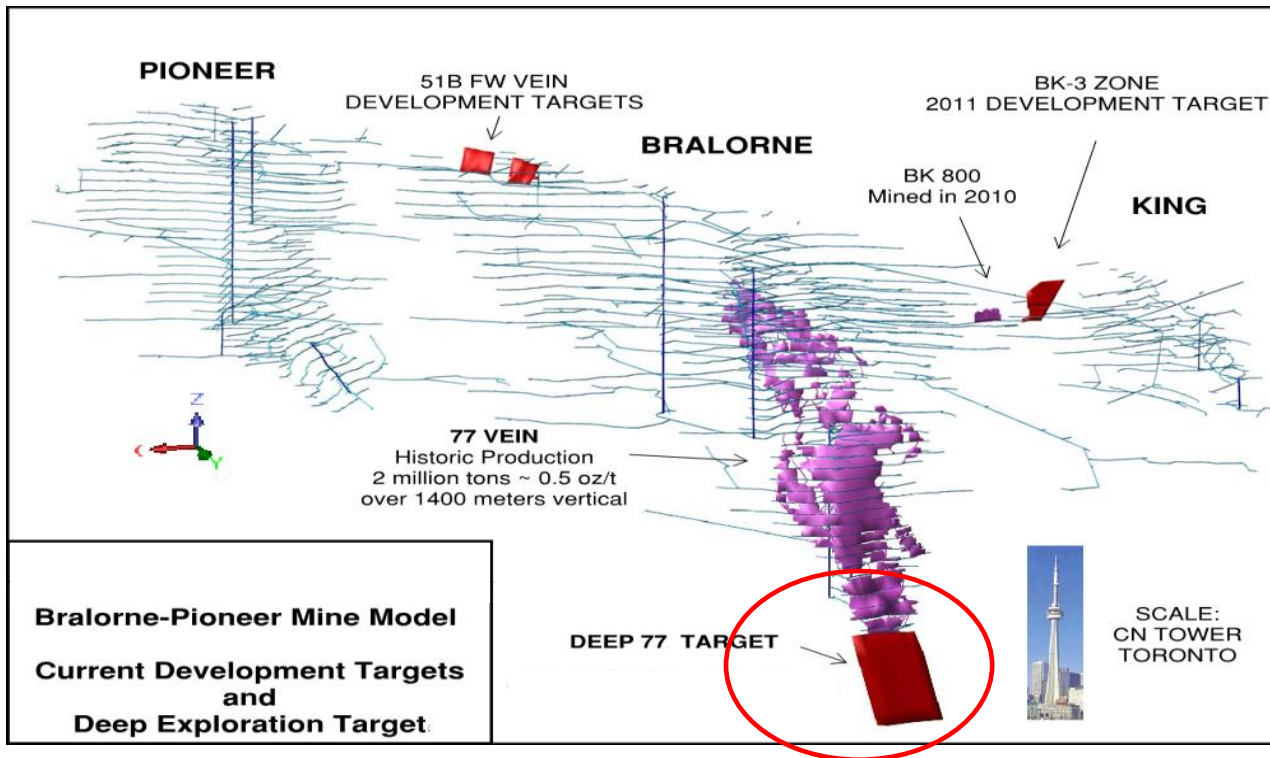 PIONEER
51B FW VEIN
DEVELOPMENT TARGETS
BRALORNE
BK-3 ZONE
2011 DEVELOPMENT TARGET
BK 800
Mined in 2010
KING
Z
Y
77 VEIN
Historic Production
2 million tons ~ 0.5 oz/t
over 1400 meters vertical
DEEP 77 TARGET
SCALE:
CN TOWER
TORONTO
Bralorne-Pioneer Mine Model
Current Development Targets
and
Deep Exploration Target